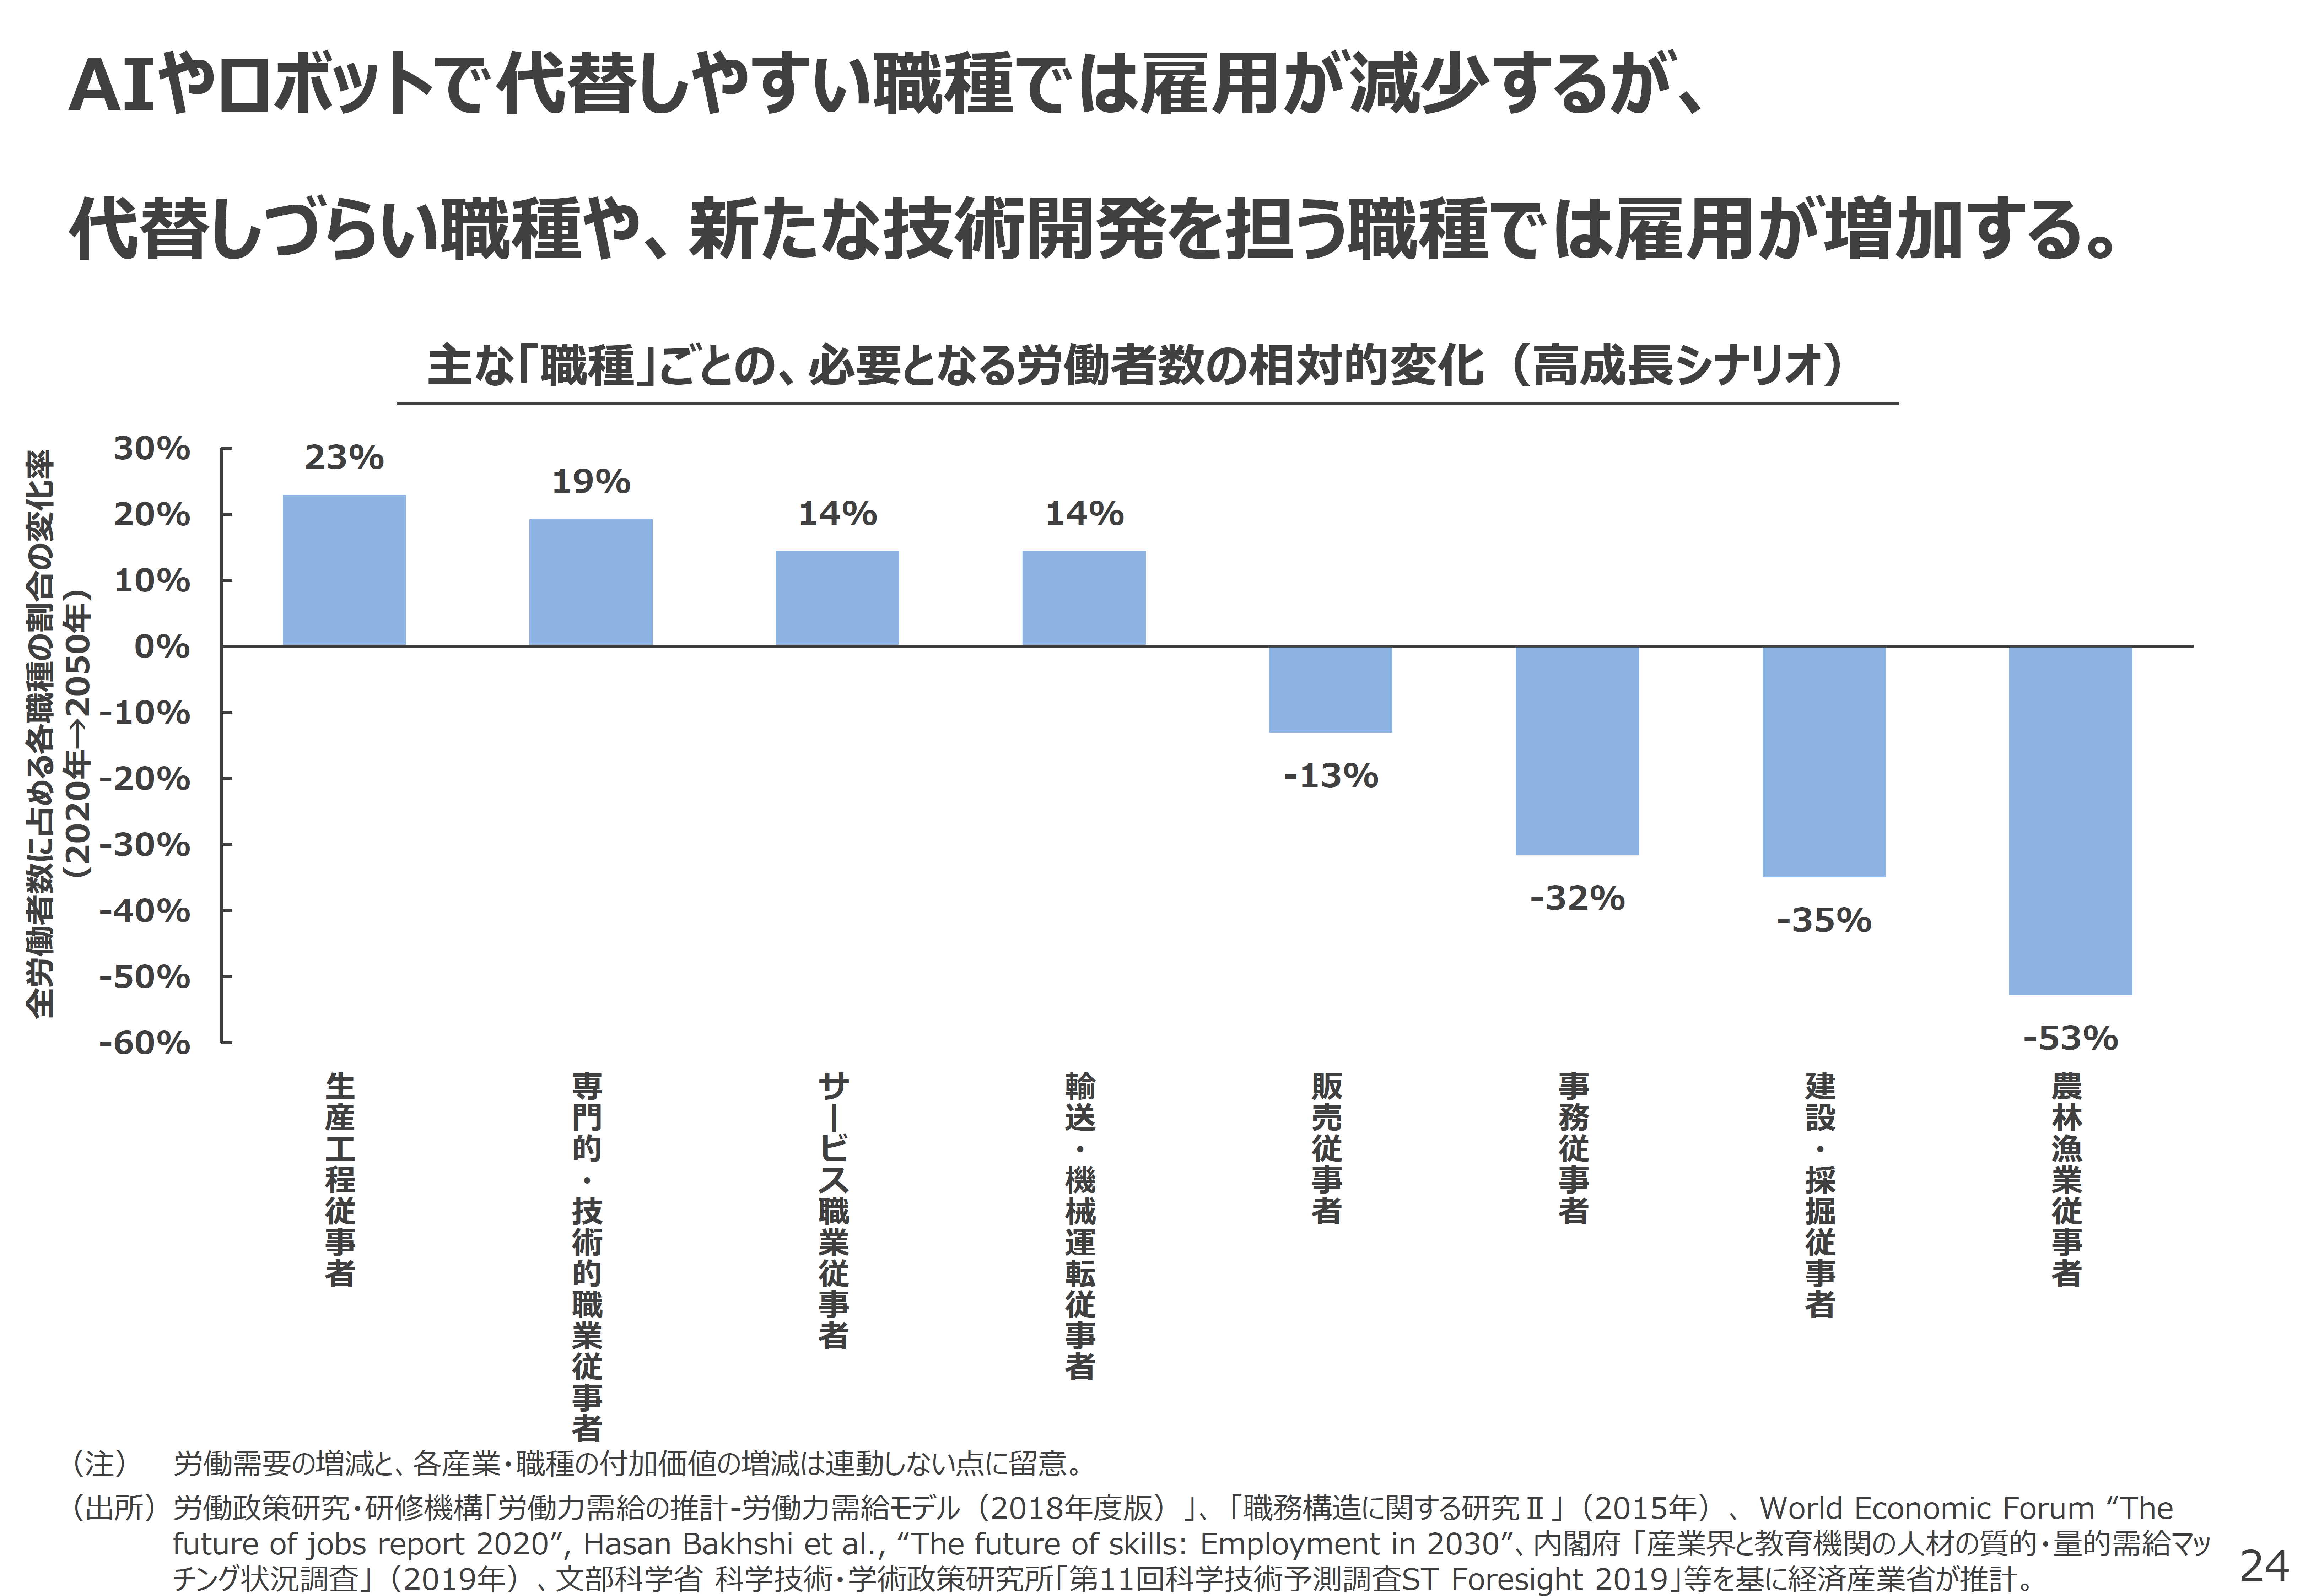 AIやロボットで代替しやすい職種では雇用が減少するが、
代替しづらい職種や、新たな技術開発を担う職種では雇用が増加する。
主な「職種」ごとの、必要となる労働者数の相対的変化（高成長シナリオ）
全労働者数に占める各職種の割合の変化率
（2020年→2050年）
30%
20%
10%
0%
-10%
-20%
-30%
-40%
-50%
-60%
23%
19%
14%
14%
-13%
-32%
-35%
-53%
生産工程従事者
専門的・技術的職業従事者
サービス職業従事者
輸送・機械運転従事者
販売従事者
事務従事者
建設・採掘従事者
農林漁業従事者
（注）　労働需要の増減と、各産業・職種の付加価値の増減は連動しない点に留意。
（出所）労働政策研究・研修機構「労働力需給の推計-労働力需給モデル（2018年度版）」、「職務構造に関する研究Ⅱ」（2015年）、World Economic Forum “The
future of jobs report 2020”, Hasan Bakhshi et al., “The future of skills: Employment in 2030”、内閣府「産業界と教育機関の人材の質的・量的需給マッ
チング状況調査」（2019年）、文部科学省 科学技術・学術政策研究所「第11回科学技術予測調査ST Foresight 2019」等を基に経済産業省が推計。
24